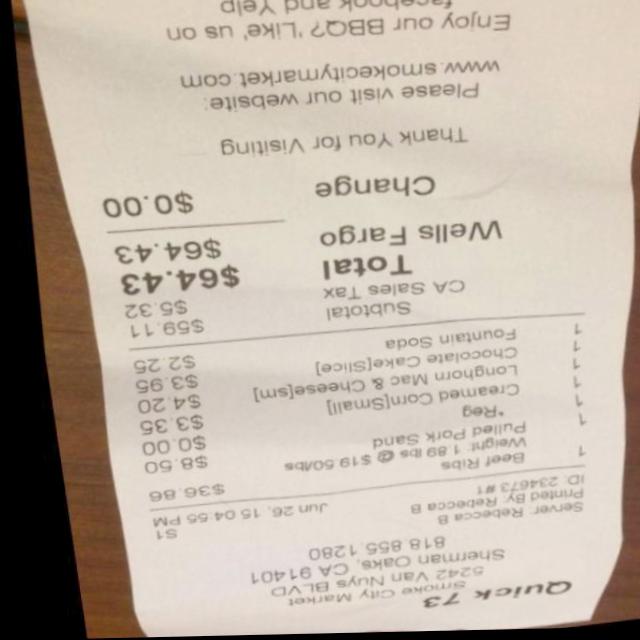 Quick 73
Smoke City Market
5242 Van Nuys BLVD
Sherman Oaks, CA 91401
818 855 1280
Server: Rebecca B S1
Printed By: Rebecca B Jun 26, 15 04:55 PM
ID: 234673 #1
1 Beef Ribs $36.86
Weight: 1.89 lbs @ $19.50/lbs
1 Pulled Pork Sand $8.50
*Reg $0.00
1 Creamed Corn[Small] $3.35
1 Longhorn Mac & Cheese[sm] $4.20
1 Chocolate Cake[Slice] $3.95
1 Fountain Soda $2.25
Subtotal $59.11
CA Sales Tax $5.32
Total $64.43
Wells Fargo $64.43
Change $0.00
Thank You for Visiting
Please visit our website:
www.smokecitymarket.com
Enjoy our BBQ? 'Like' us on
facebook and Yelp